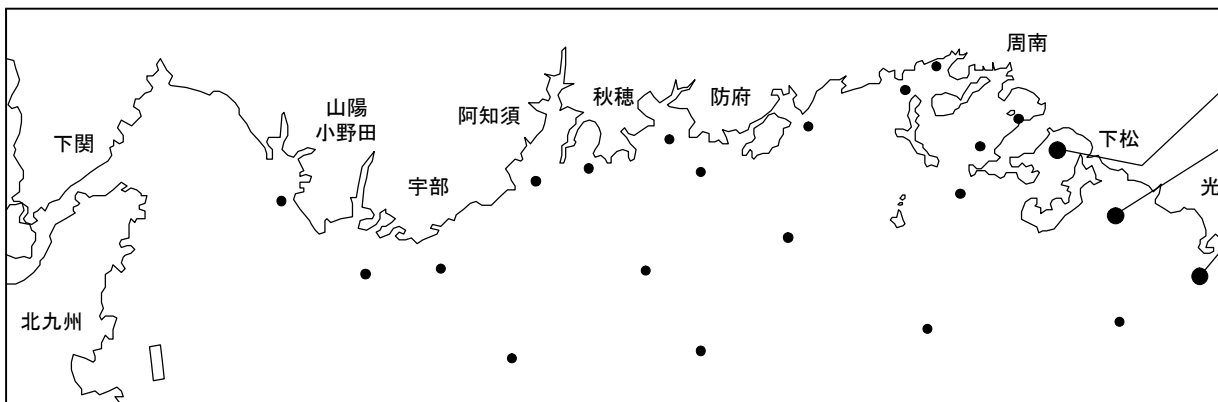 下関
山陽
小野田
宇部
阿知須
秋穂
防府
周南
下松
光
北九州